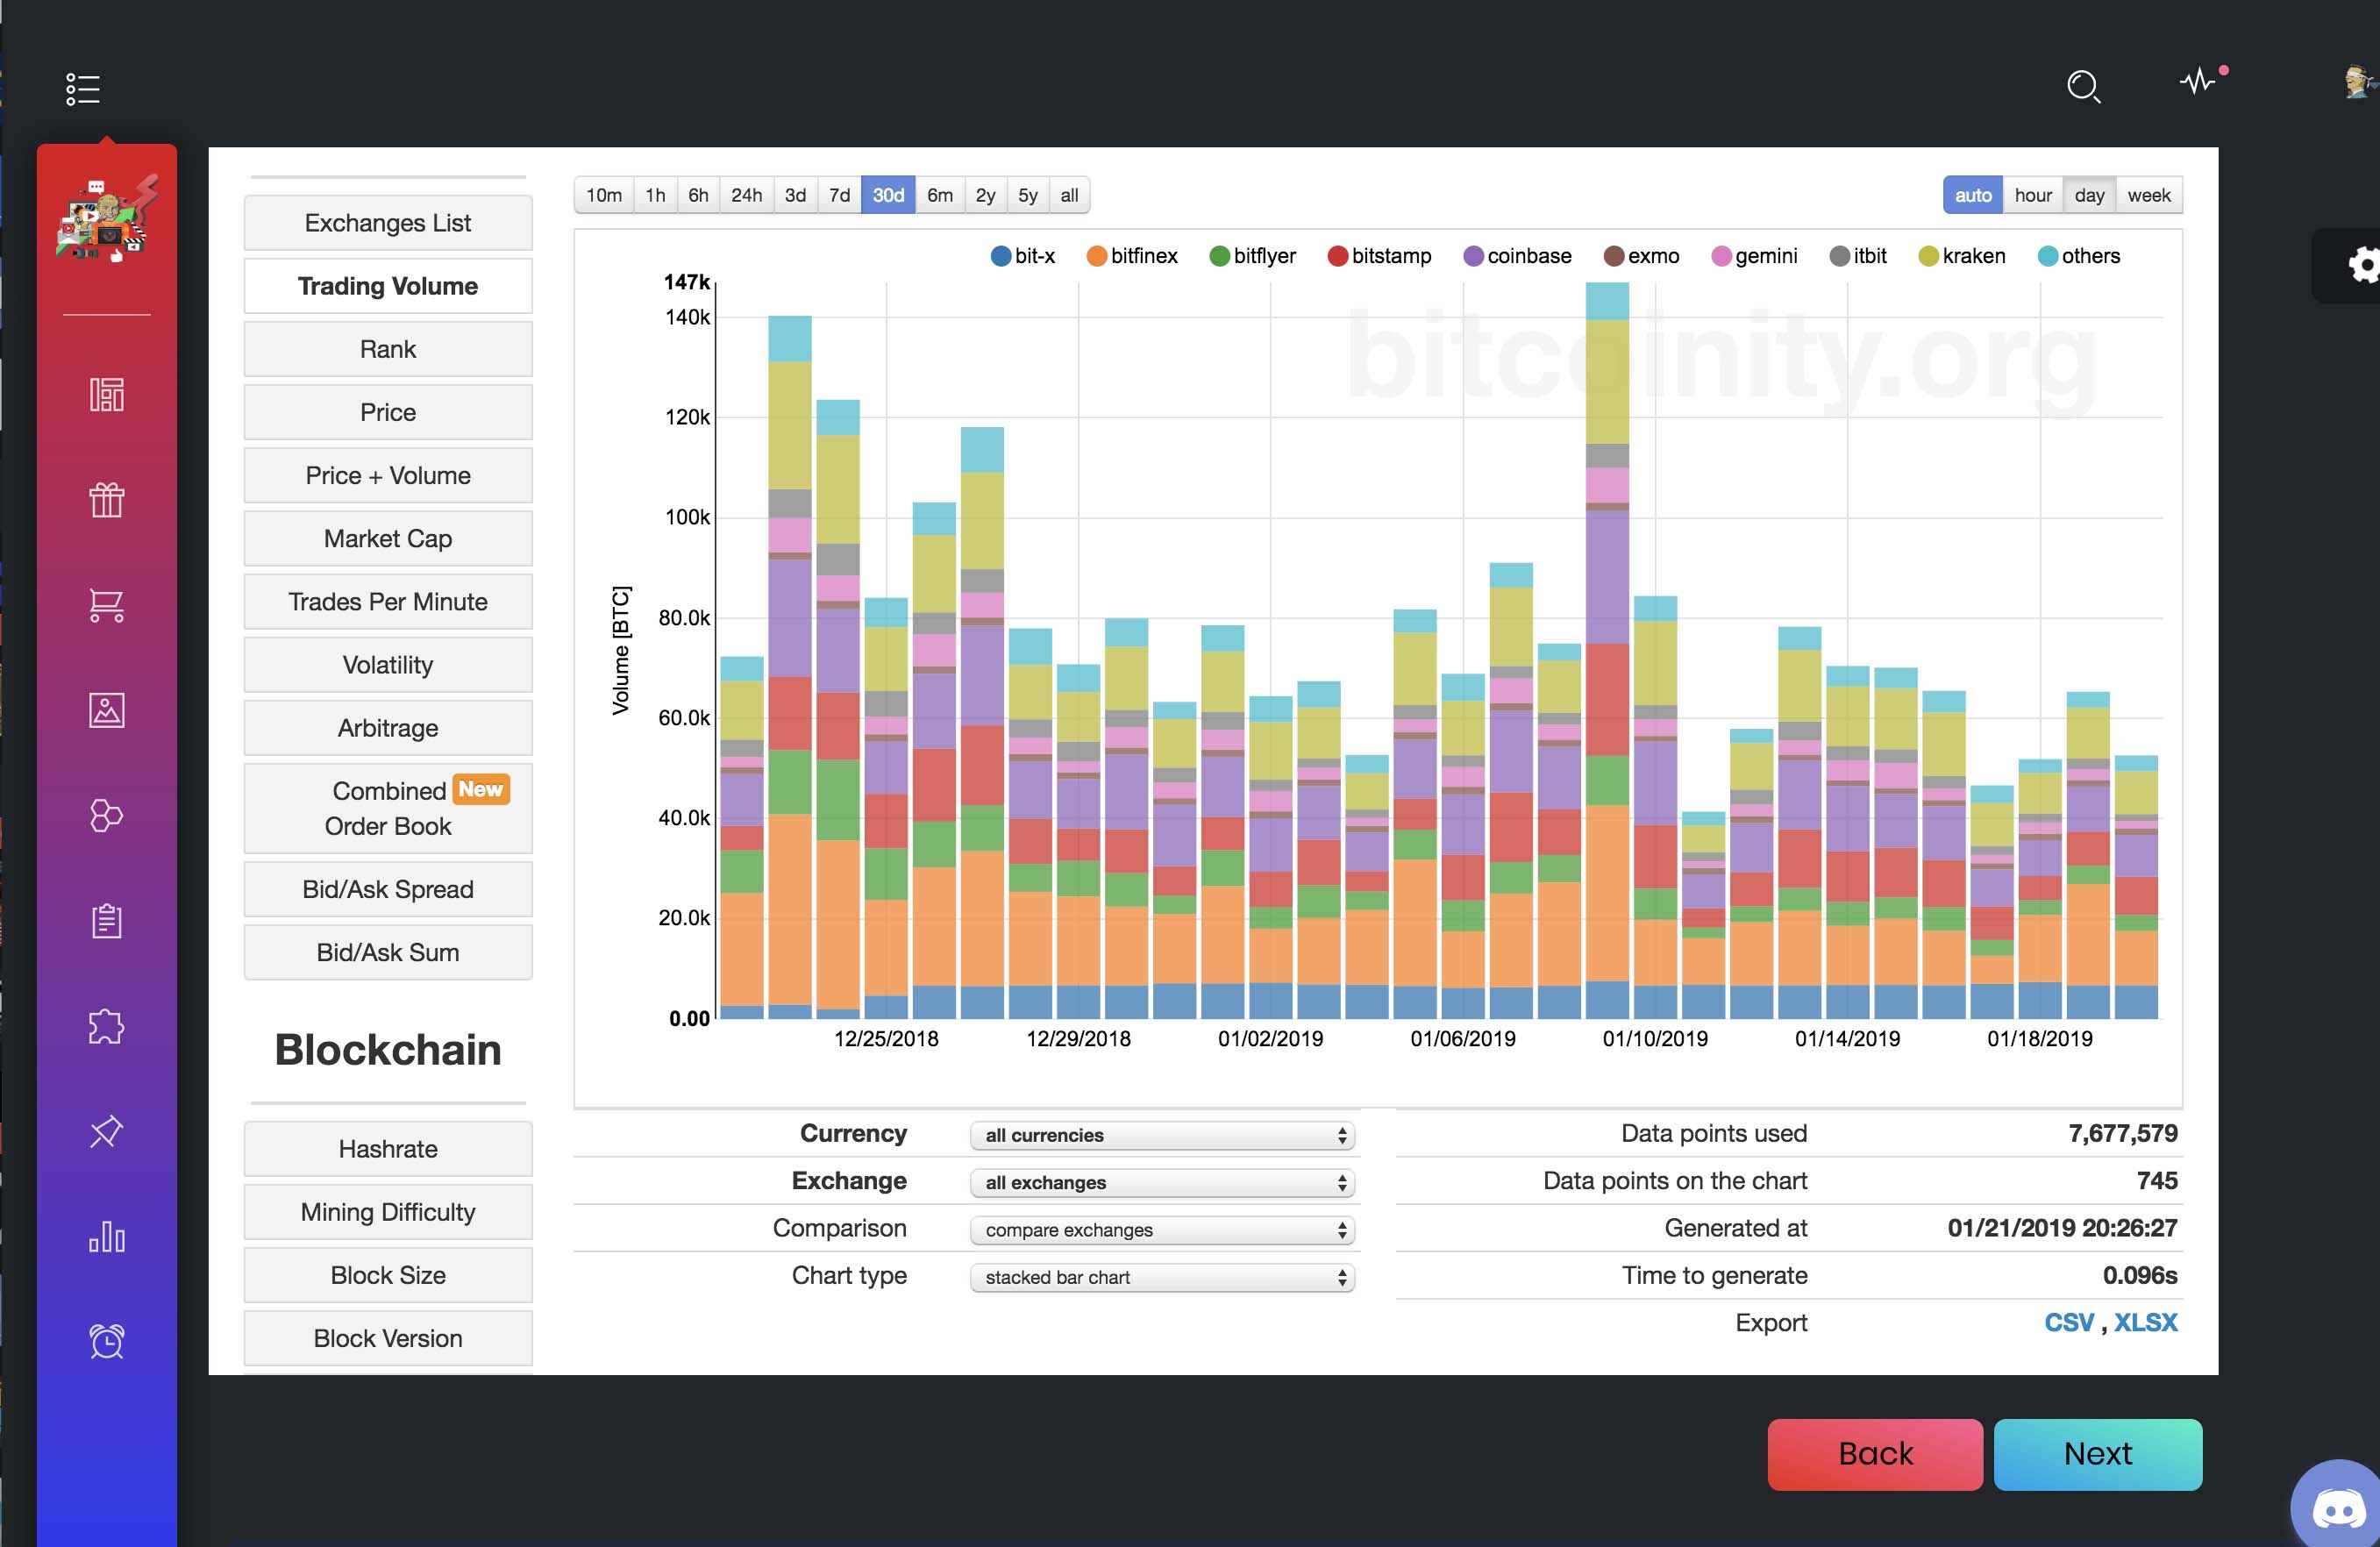 Exchanges List
Trading Volume
Rank
Price
Price + Volume
Market Cap
Trades Per Minute
Volatility
Arbitrage
Combined New
Order Book
Bid/Ask Spread
Bid/Ask Sum
Blockchain
Hashrate
Mining Difficulty
Block Size
Block Version
10m 1h 6h 24h 3d 7d 30d 6m 2y 5y all
auto hour day week
bit-x bitfinex bitflyer bitstamp coinbase exmo gemini itbit kraken others
bitcoinity.org
Volume [BTC]
147k
140k
120k
100k
80.0k
60.0k
40.0k
20.0k
0.00
12/25/2018 12/29/2018 01/02/2019 01/06/2019 01/10/2019 01/14/2019 01/18/2019
Currency all currencies
Exchange all exchanges
Comparison compare exchanges
Chart type stacked bar chart
Data points used 7,677,579
Data points on the chart 745
Generated at 01/21/2019 20:26:27
Time to generate 0.096s
Export CSV , XLSX
Back Next